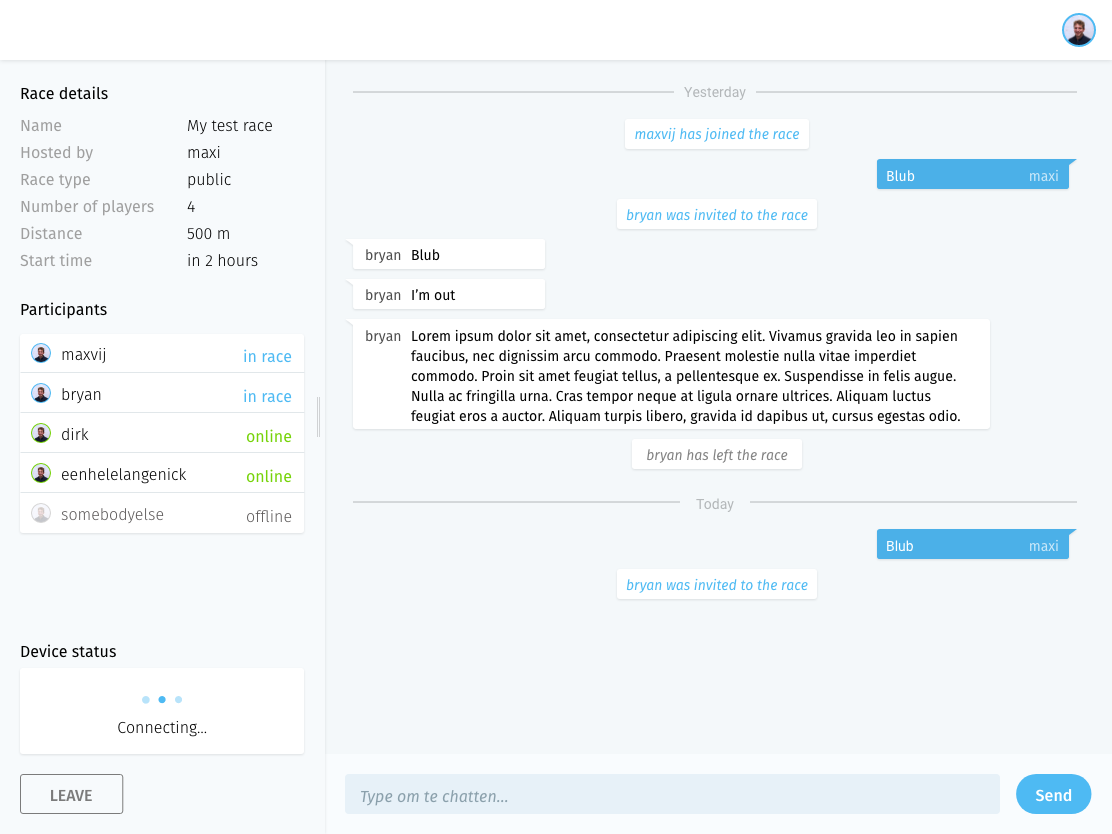 Race details
Name My test race
Hosted by maxi
Race type public
Number of players 4
Distance 500 m
Start time in 2 hours
Participants
maxvij in race
bryan in race
dirk online
eenhelelangenick online
somebodyelse offline
Device status
Connecting...
LEAVE
Yesterday
maxvij has joined the race
Blub maxi
bryan was invited to the race
bryan Blub
bryan I’m out
bryan Lorem ipsum dolor sit amet, consectetur adipiscing elit. Vivamus gravida leo in sapien
faucibus, nec dignissim arcu commodo. Praesent molestie nulla vitae imperdiet
commodo. Proin sit amet feugiat tellus, a pellentesque ex. Suspendisse in felis augue.
Nulla ac fringilla urna. Cras tempor neque at ligula ornare ultrices. Aliquam luctus
feugiat eros a auctor. Aliquam turpis libero, gravida id dapibus ut, cursus egestas odio.
bryan has left the race
Today
Blub maxi
bryan was invited to the race
Type om te chatten...
Send